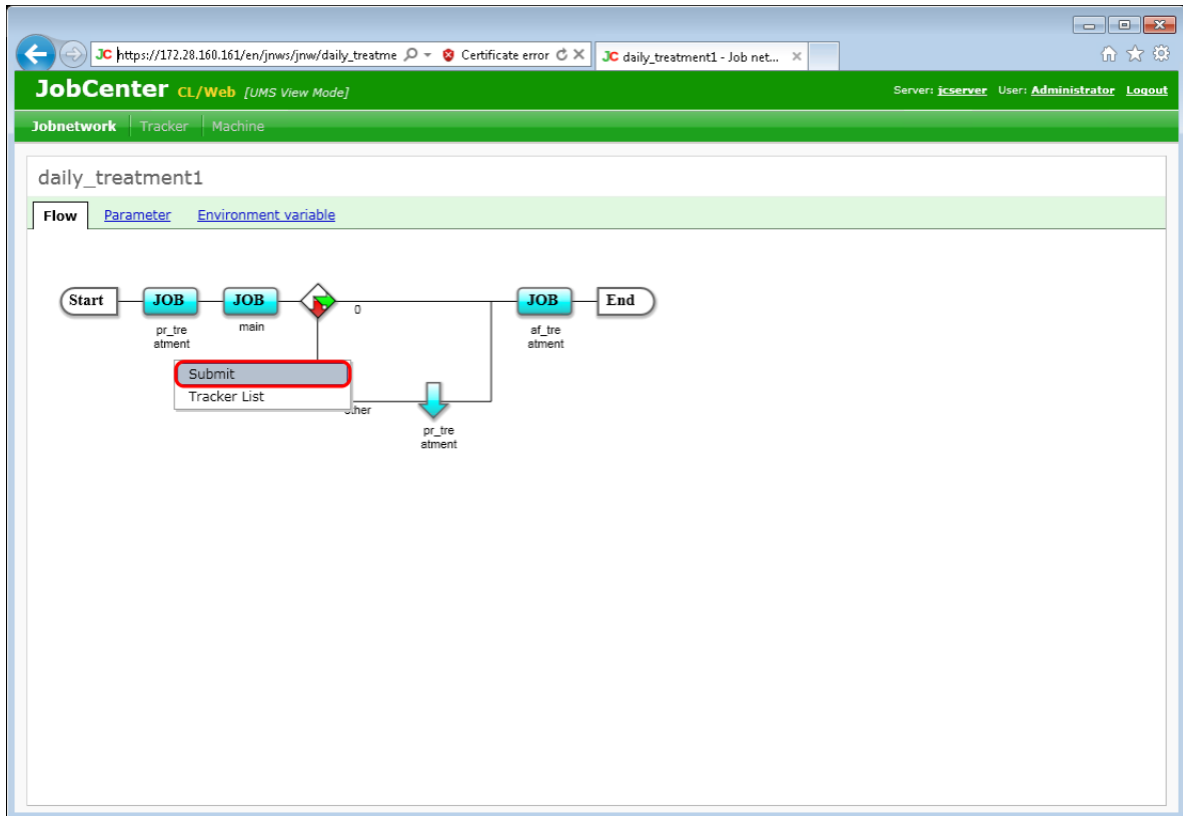 https://172.28.160.161/en/jnws/jnw/daily_treatme
Certificate error
JC daily_treatment1 - Job net...
JobCenter CL/Web [UMS View Mode]
Server: jcserver User: Administrator Logout
Jobnetwork Tracker Machine
daily_treatment1
Flow Parameter Environment variable
Start JOB JOB 0 JOB End
pr_tre
atment
main
af_tre
atment
Submit
Tracker List
pr_tre
atment